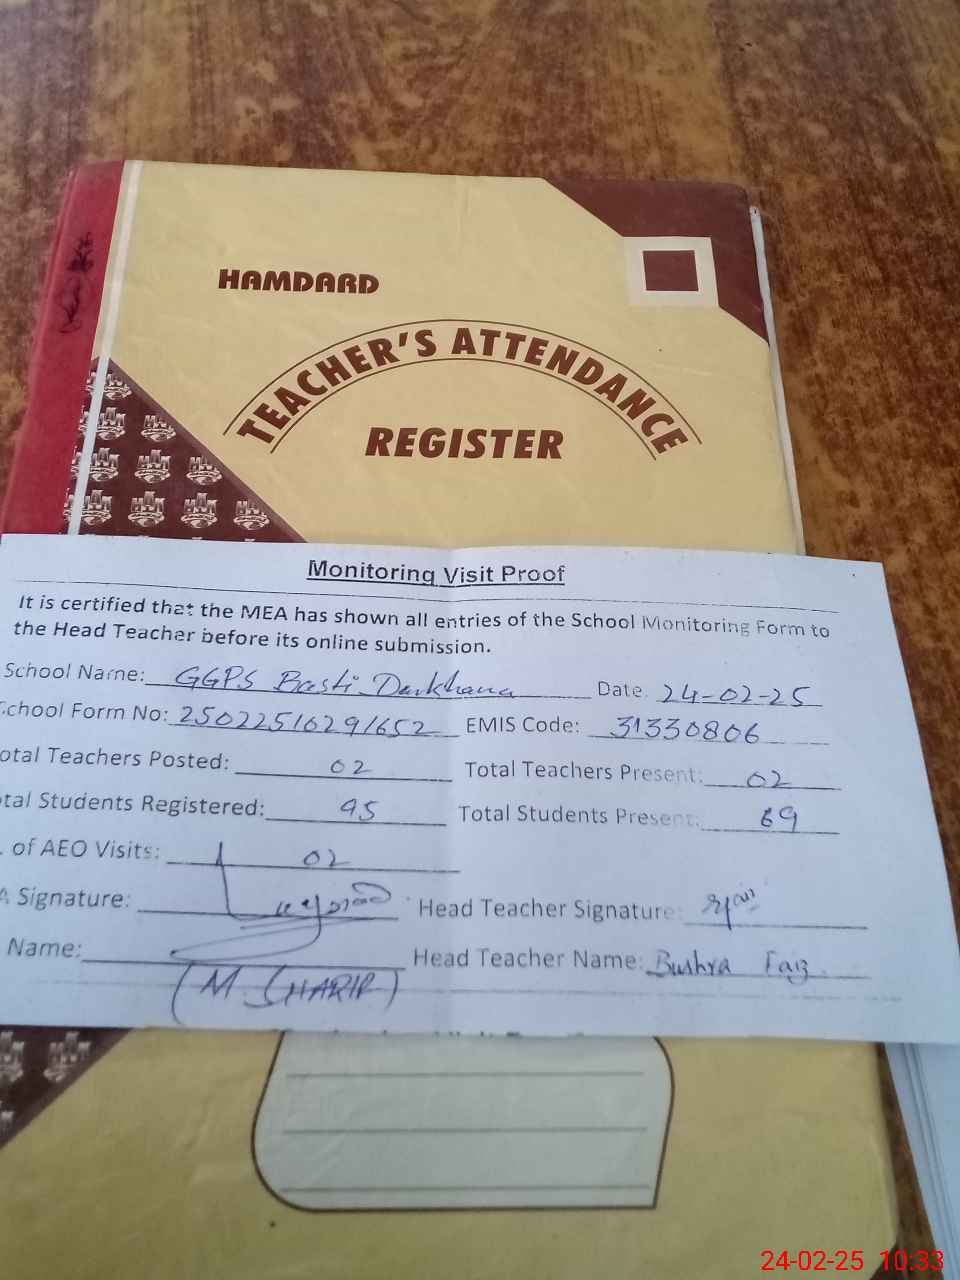 HAMDARD
TEACHER'S ATTENDANCE
REGISTER
Monitoring Visit Proof
It is certified that the MEA has shown all entries of the School Monitoring Form to
the Head Teacher before its online submission.
School Name: GGPS Basti Darkhana Date. 24-02-25
School Form No: 25022516291652 EMIS Code: 31330806
otal Teachers Posted: 02 Total Teachers Present: 02
otal Students Registered: 95 Total Students Present: 69
. of AEO Visits: 02
A Signature: Head Teacher Signature:
Name: Head Teacher Name: Bushra Faiz
(M. SHARIF)
24-02-25 10:33